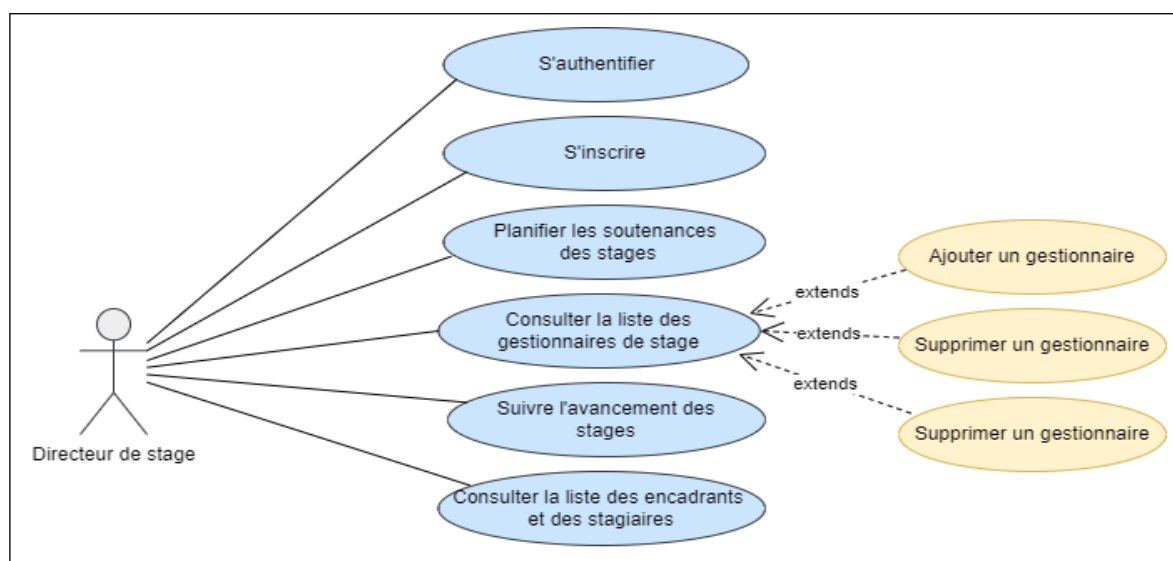 S'authentifier
S'inscrire
Planifier les soutenances
des stages
Ajouter un gestionnaire
extends
Consulter la liste des
gestionnaires de stage
extends
Supprimer un gestionnaire
extends
Suivre l'avancement des
stages
Supprimer un gestionnaire
Directeur de stage
Consulter la liste des encadrants
et des stagiaires